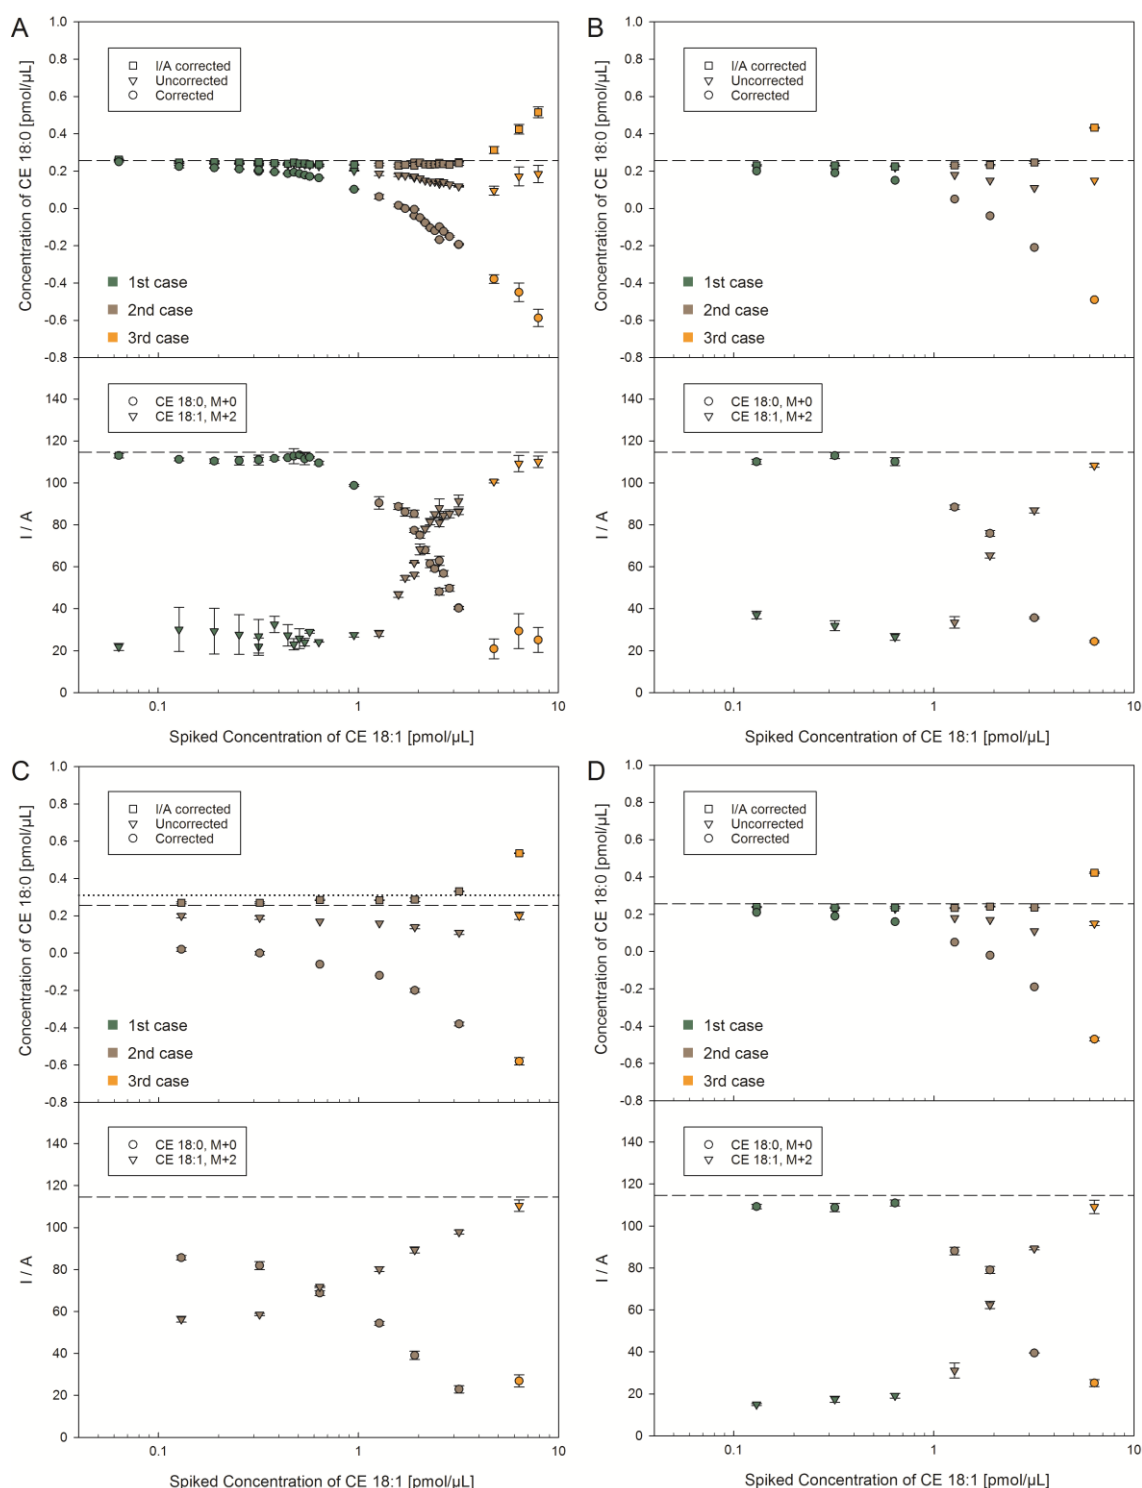 A
Concentration of CE 18:0 [pmol/µL]
1.0
0.8
0.6
0.4
0.2
0.0
-0.2
-0.4
-0.6
-0.8
I/A corrected
Uncorrected
Corrected
1st case
2nd case
3rd case
I / A
140
120
100
80
60
40
20
0
CE 18:0, M+0
CE 18:1, M+2
0.1
1
10
Spiked Concentration of CE 18:1 [pmol/µL]
B
Concentration of CE 18:0 [pmol/µL]
1.0
0.8
0.6
0.4
0.2
0.0
-0.2
-0.4
-0.6
-0.8
I/A corrected
Uncorrected
Corrected
1st case
2nd case
3rd case
I / A
140
120
100
80
60
40
20
0
CE 18:0, M+0
CE 18:1, M+2
0.1
1
10
Spiked Concentration of CE 18:1 [pmol/µL]
C
Concentration of CE 18:0 [pmol/µL]
1.0
0.8
0.6
0.4
0.2
0.0
-0.2
-0.4
-0.6
-0.8
I/A corrected
Uncorrected
Corrected
1st case
2nd case
3rd case
I / A
140
120
100
80
60
40
20
0
CE 18:0, M+0
CE 18:1, M+2
0.1
1
10
Spiked Concentration of CE 18:1 [pmol/µL]
D
Concentration of CE 18:0 [pmol/µL]
1.0
0.8
0.6
0.4
0.2
0.0
-0.2
-0.4
-0.6
-0.8
I/A corrected
Uncorrected
Corrected
1st case
2nd case
3rd case
I / A
140
120
100
80
60
40
20
0
CE 18:0, M+0
CE 18:1, M+2
0.1
1
10
Spiked Concentration of CE 18:1 [pmol/µL]